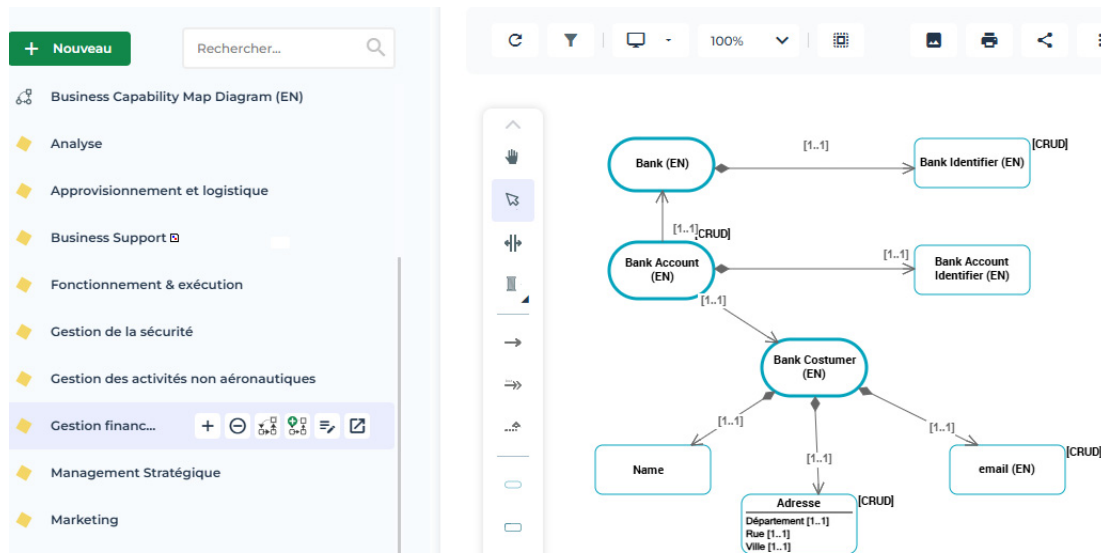 + Nouveau
Rechercher...
Business Capability Map Diagram (EN)
Analyse
Approvisionnement et logistique
Business Support
Fonctionnement & exécution
Gestion de la sécurité
Gestion des activités non aéronautiques
Gestion financ...
Management Stratégique
Marketing
100%
Bank (EN)
[1..1]
Bank Identifier (EN)
[CRUD]
[1..1]
[CRUD]
Bank Account
(EN)
[1..1]
Bank Account
Identifier (EN)
[1..1]
Bank Costumer
(EN)
[1..1]
[1..1]
[1..1]
Name
email (EN)
[CRUD]
Adresse
[CRUD]
Département [1..1]
Rue [1..1]
Ville [1..1]